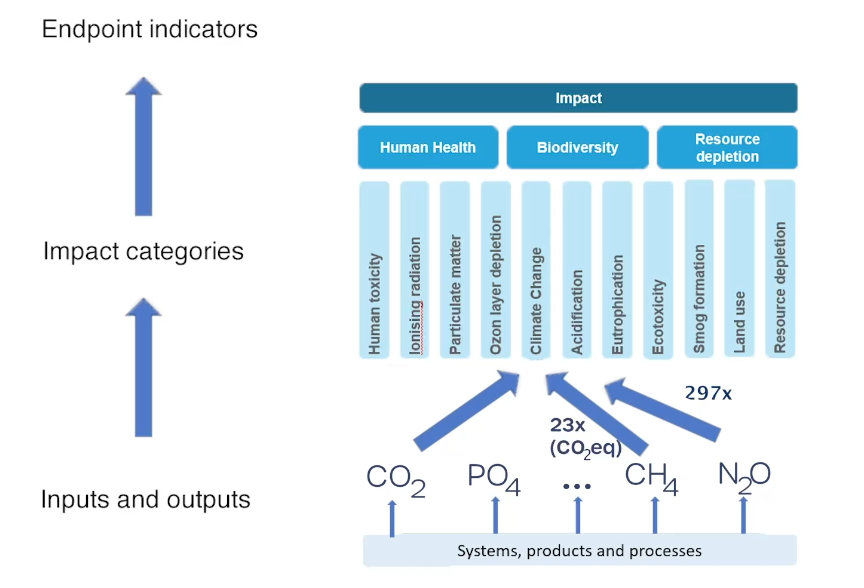 Endpoint indicators
Impact
Human Health
Biodiversity
Resource
depletion
Impact categories
Human toxicity
Ionising radiation
Particulate matter
Ozon layer depletion
Climate Change
Acidification
Eutrophication
Ecotoxicity
Smog formation
Land use
Resource depletion
297x
23x
(CO₂eq)
Inputs and outputs
CO₂
PO₄
...
CH₄
N₂O
Systems, products and processes